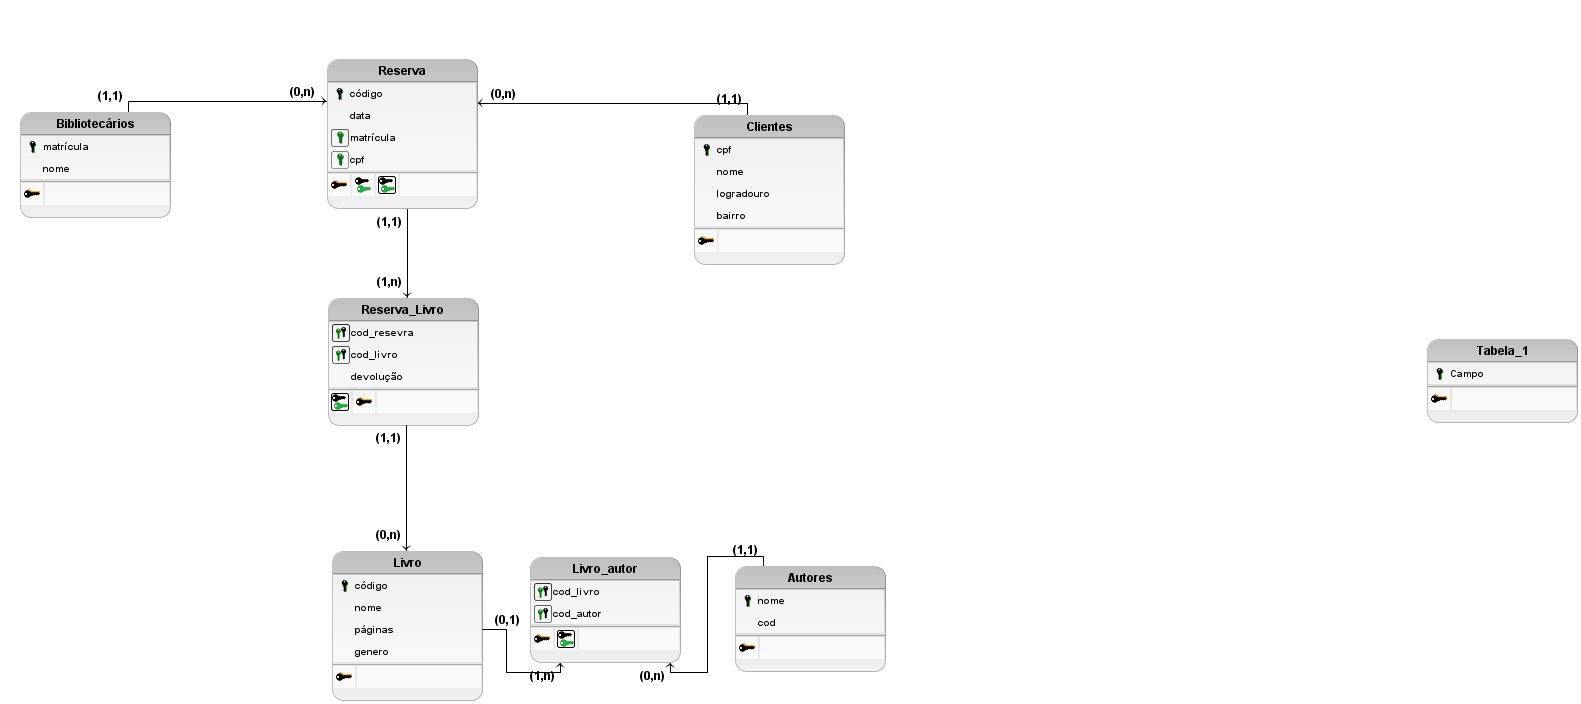 Reserva
(1,1)
(0,n)
(0,n)
(1,1)
código
data
matrícula
cpf
Bibliotecários
matrícula
nome
Clientes
cpf
nome
logradouro
bairro
(1,1)
(1,n)
Reserva_Livro
cod_resevra
cod_livro
devolução
Tabela_1
Campo
(1,1)
(0,n)
Livro
código
nome
páginas
genero
(0,1)
(1,n)
Livro_autor
cod_livro
cod_autor
(0,n)
(1,1)
Autores
nome
cod